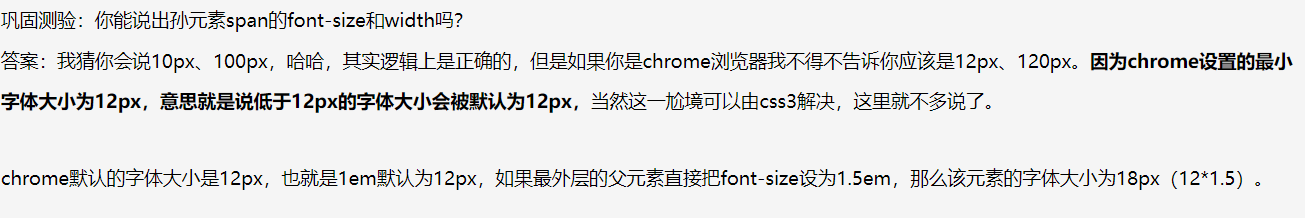 巩固测验：你能说出孙元素span的font-size和width吗？
答案：我猜你会说10px、100px，哈哈，其实逻辑上是正确的，但是如果你是chrome浏览器我不得不告诉你应该是12px、120px。因为chrome设置的最小
字体大小为12px，意思就是说低于12px的字体大小会被默认为12px，当然这一尬境可以由css3解决，这里就不多说了。
chrome默认的字体大小是12px，也就是1em默认为12px，如果最外层的父元素直接把font-size设为1.5em，那么该元素的字体大小为18px（12*1.5）。